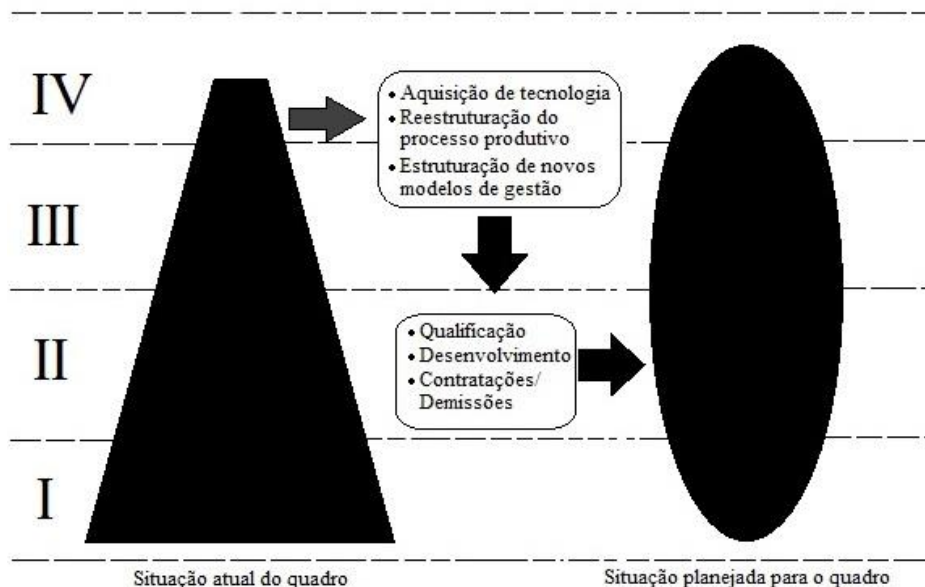 IV
• Aquisição de tecnologia
• Reestruturação do
processo produtivo
• Estruturação de novos
modelos de gestão
III
II
• Qualificação
• Desenvolvimento
• Contratações/
Demissões
I
Situação atual do quadro
Situação planejada para o quadro